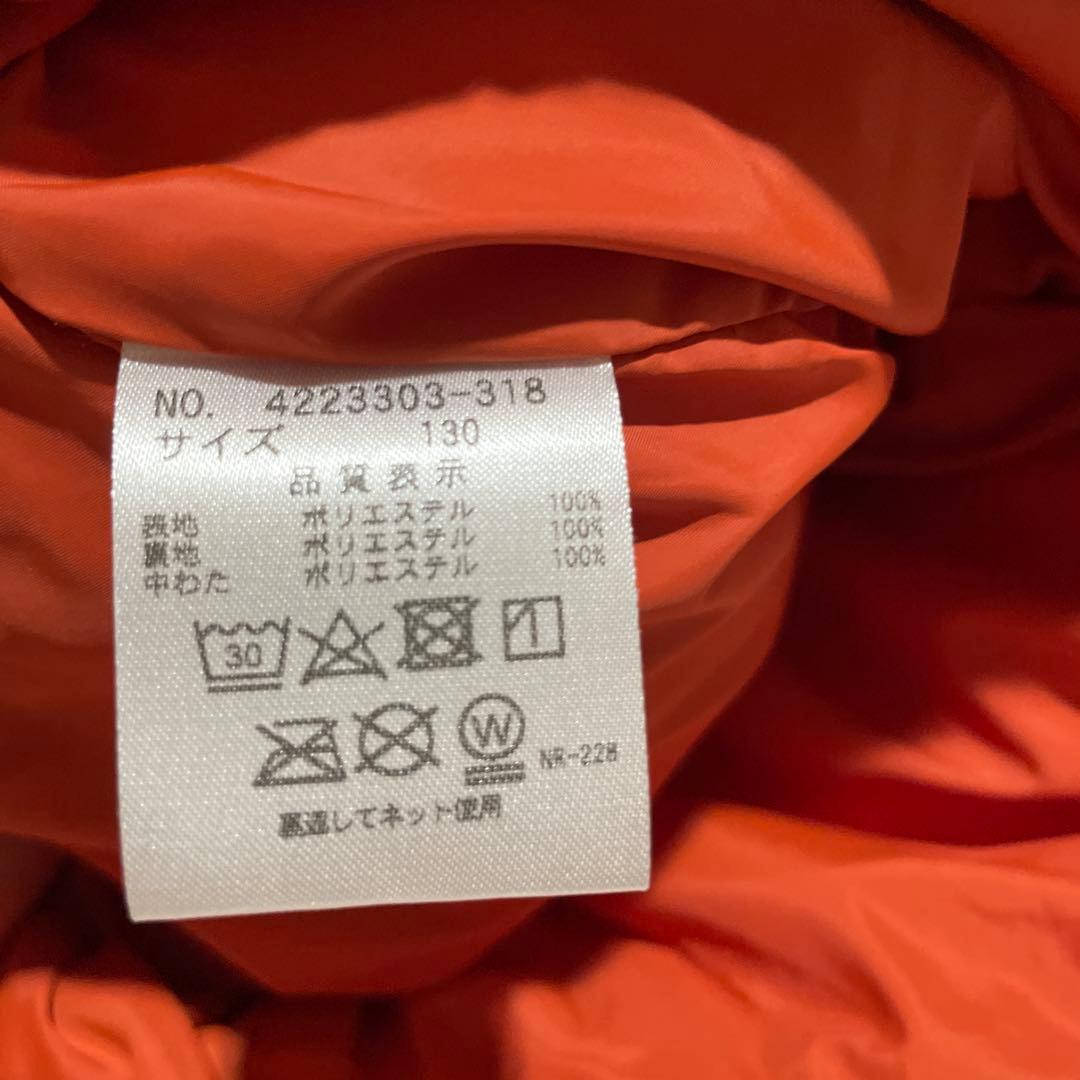 NO. 4223303-318
サイズ 130
品質表示
表地 ポリエステル 100%
裏地 ポリエステル 100%
中わた ポリエステル 100%
30
W NR-228
裏返してネット使用